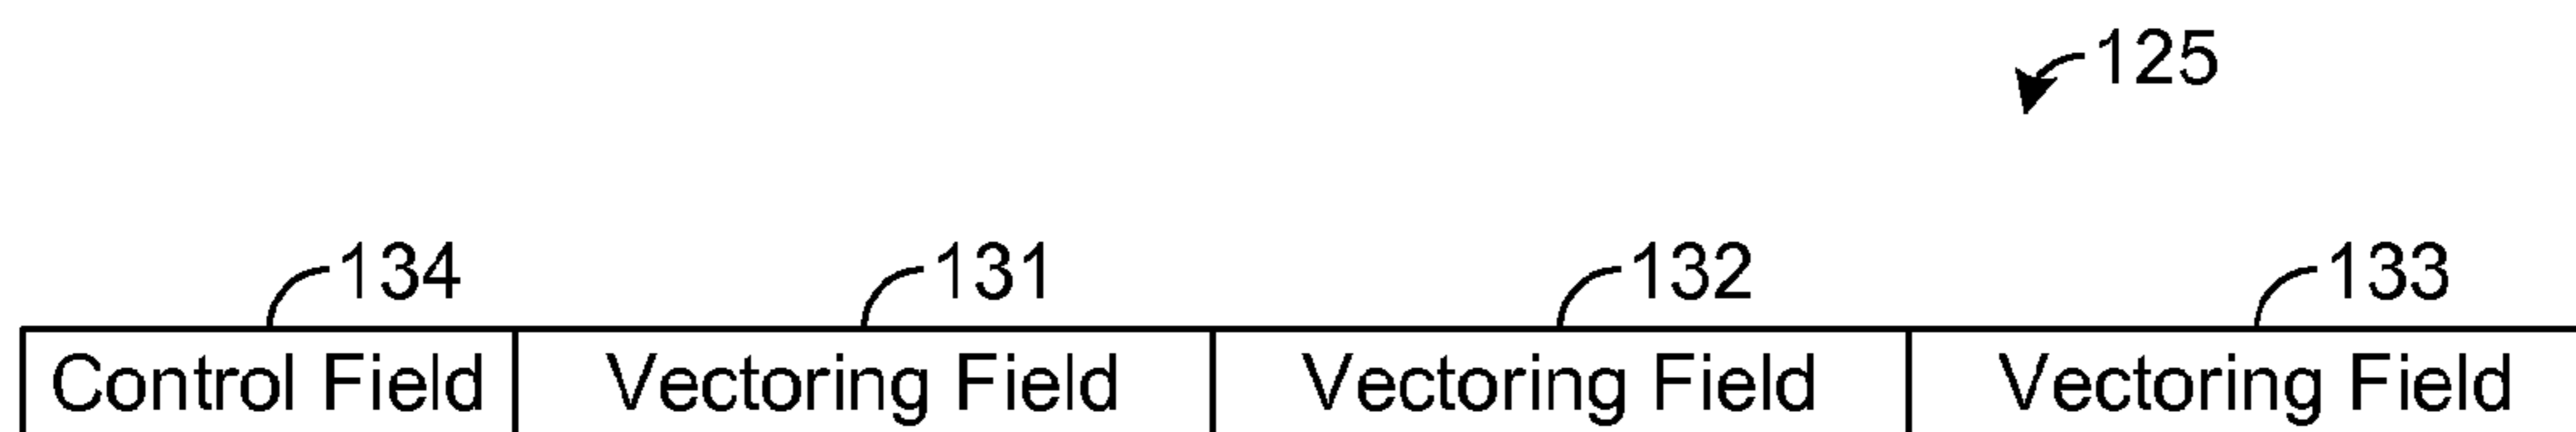 125
134 131 132 133
Control Field Vectoring Field Vectoring Field Vectoring Field